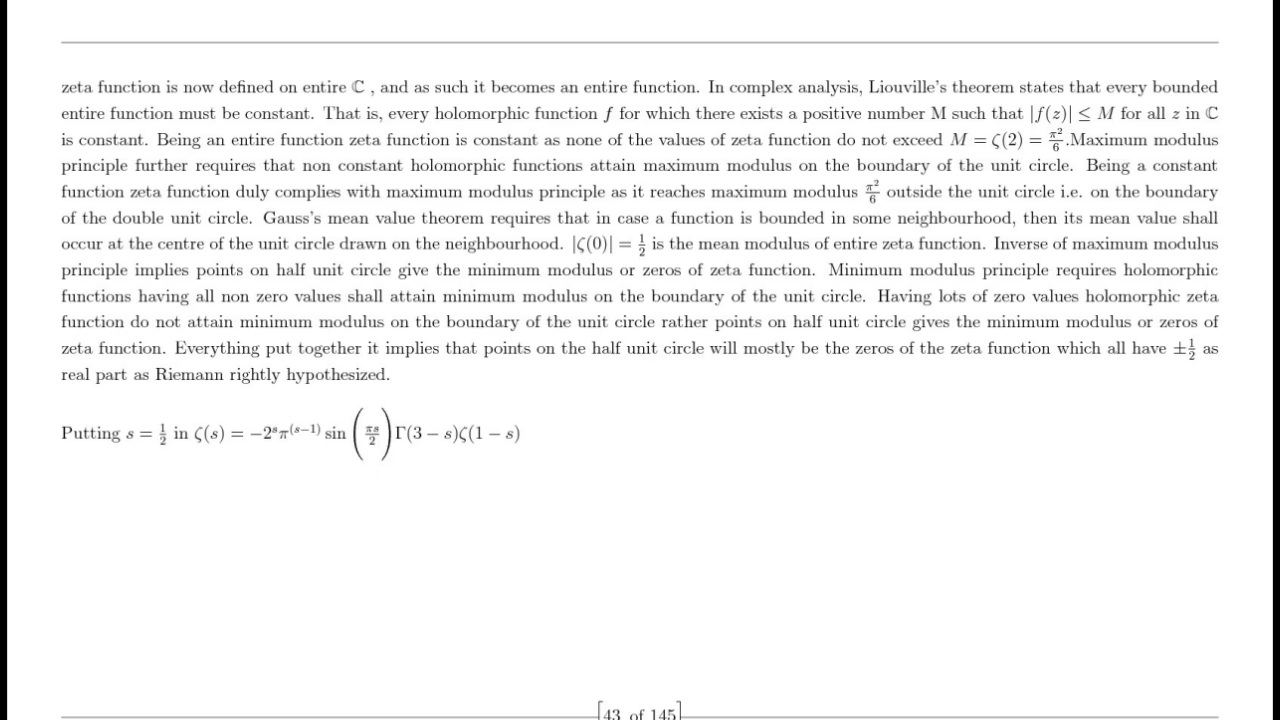 zeta function is now defined on entire ℂ , and as such it becomes an entire function. In complex analysis, Liouville's theorem states that every bounded
entire function must be constant. That is, every holomorphic function f for which there exists a positive number M such that |f(z)| ≤ M for all z in ℂ
is constant. Being an entire function zeta function is constant as none of the values of zeta function do not exceed M = ζ(2) = π²/6.Maximum modulus
principle further requires that non constant holomorphic functions attain maximum modulus on the boundary of the unit circle. Being a constant
function zeta function duly complies with maximum modulus principle as it reaches maximum modulus π²/6 outside the unit circle i.e. on the boundary
of the double unit circle. Gauss's mean value theorem requires that in case a function is bounded in some neighbourhood, then its mean value shall
occur at the centre of the unit circle drawn on the neighbourhood. |ζ(0)| = 1/2 is the mean modulus of entire zeta function. Inverse of maximum modulus
principle implies points on half unit circle give the minimum modulus or zeros of zeta function. Minimum modulus principle requires holomorphic
functions having all non zero values shall attain minimum modulus on the boundary of the unit circle. Having lots of zero values holomorphic zeta
function do not attain minimum modulus on the boundary of the unit circle rather points on half unit circle gives the minimum modulus or zeros of
zeta function. Everything put together it implies that points on the half unit circle will mostly be the zeros of the zeta function which all have ±1/2 as
real part as Riemann rightly hypothesized.
Putting s = 1/2 in ζ(s) = −2ˢπ⁽ˢ⁻¹⁾ sin(πs/2)Γ(3 − s)ζ(1 − s)
[43 of 145]